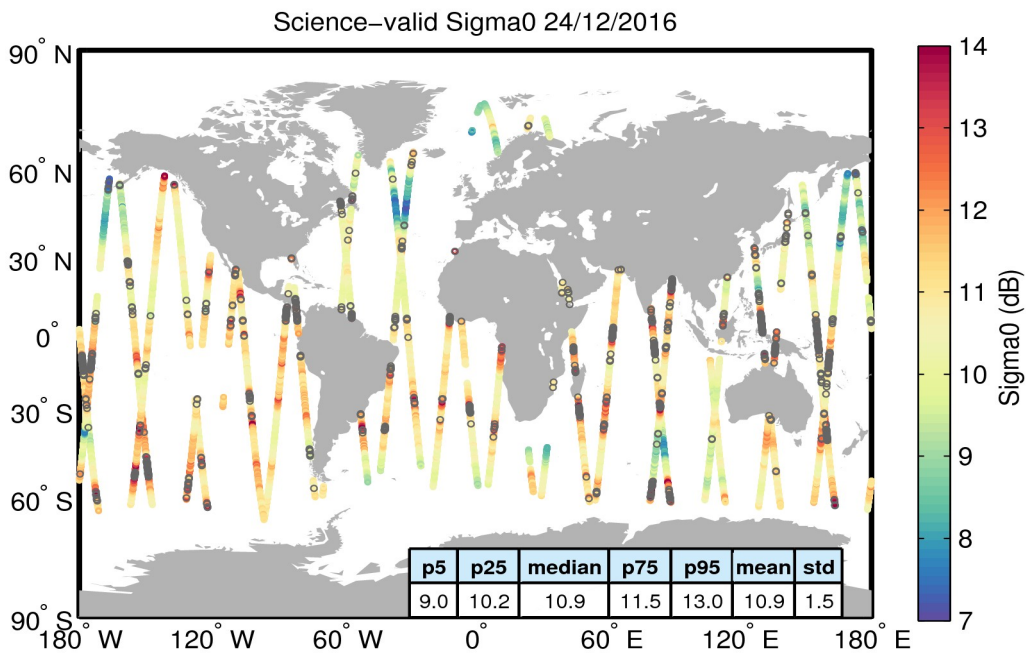 Science−valid Sigma0 24/12/2016
90° N
60° N
30° N
0°
30° S
60° S
90° S
180° W
120° W
60° W
0°
60° E
120° E
180° E
14
13
12
11
10
9
8
7
Sigma0 (dB)
p5 p25 median p75 p95 mean std
9.0 10.2 10.9 11.5 13.0 10.9 1.5